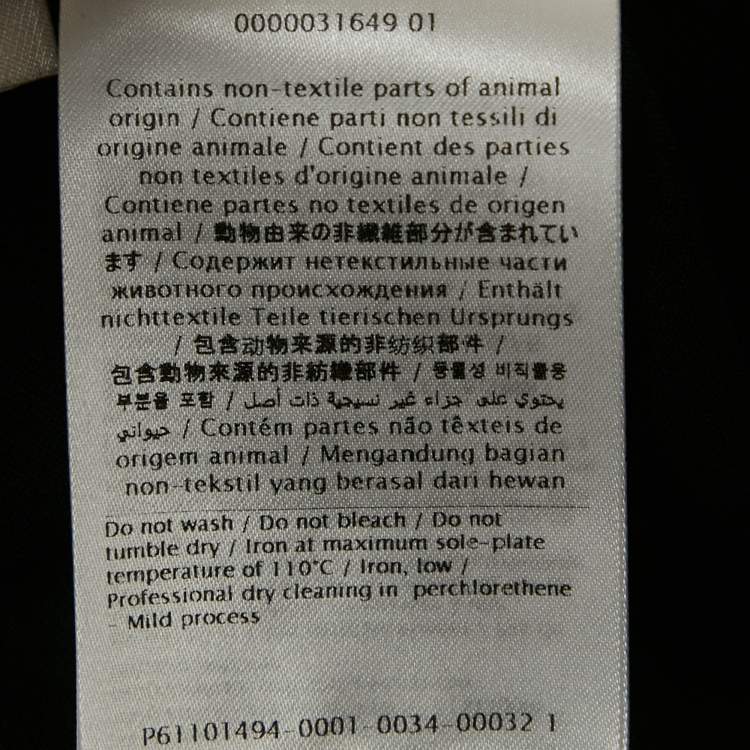 0000031649 01
Contains non-textile parts of animal
origin / Contiene parti non tessili di
origine animale / Contient des parties
non textiles d'origine animale /
Contiene partes no textiles de origen
animal / 動物由来の非繊維部分が含まれてい
ます / Содержит нетекстильные части
животного происхождения / Enthält
nichttextile Teile tierischen Ursprungs
/ 包含动物来源的非纺织部件 /
包含動物來源的非紡織部件 / 동물성 비직물용
부분을 포함 / يحتوي على جزاء غير نسيجية ذات أصل
حيواني / Contém partes não têxteis de
origem animal / Mengandung bagian
non-tekstil yang berasal dari hewan
Do not wash / Do not bleach / Do not
tumble dry / Iron at maximum sole-plate
temperature of 110°C / Iron, low /
Professional dry cleaning in perchlorethene
- Mild process
P61101494-0001-0034-00032 1